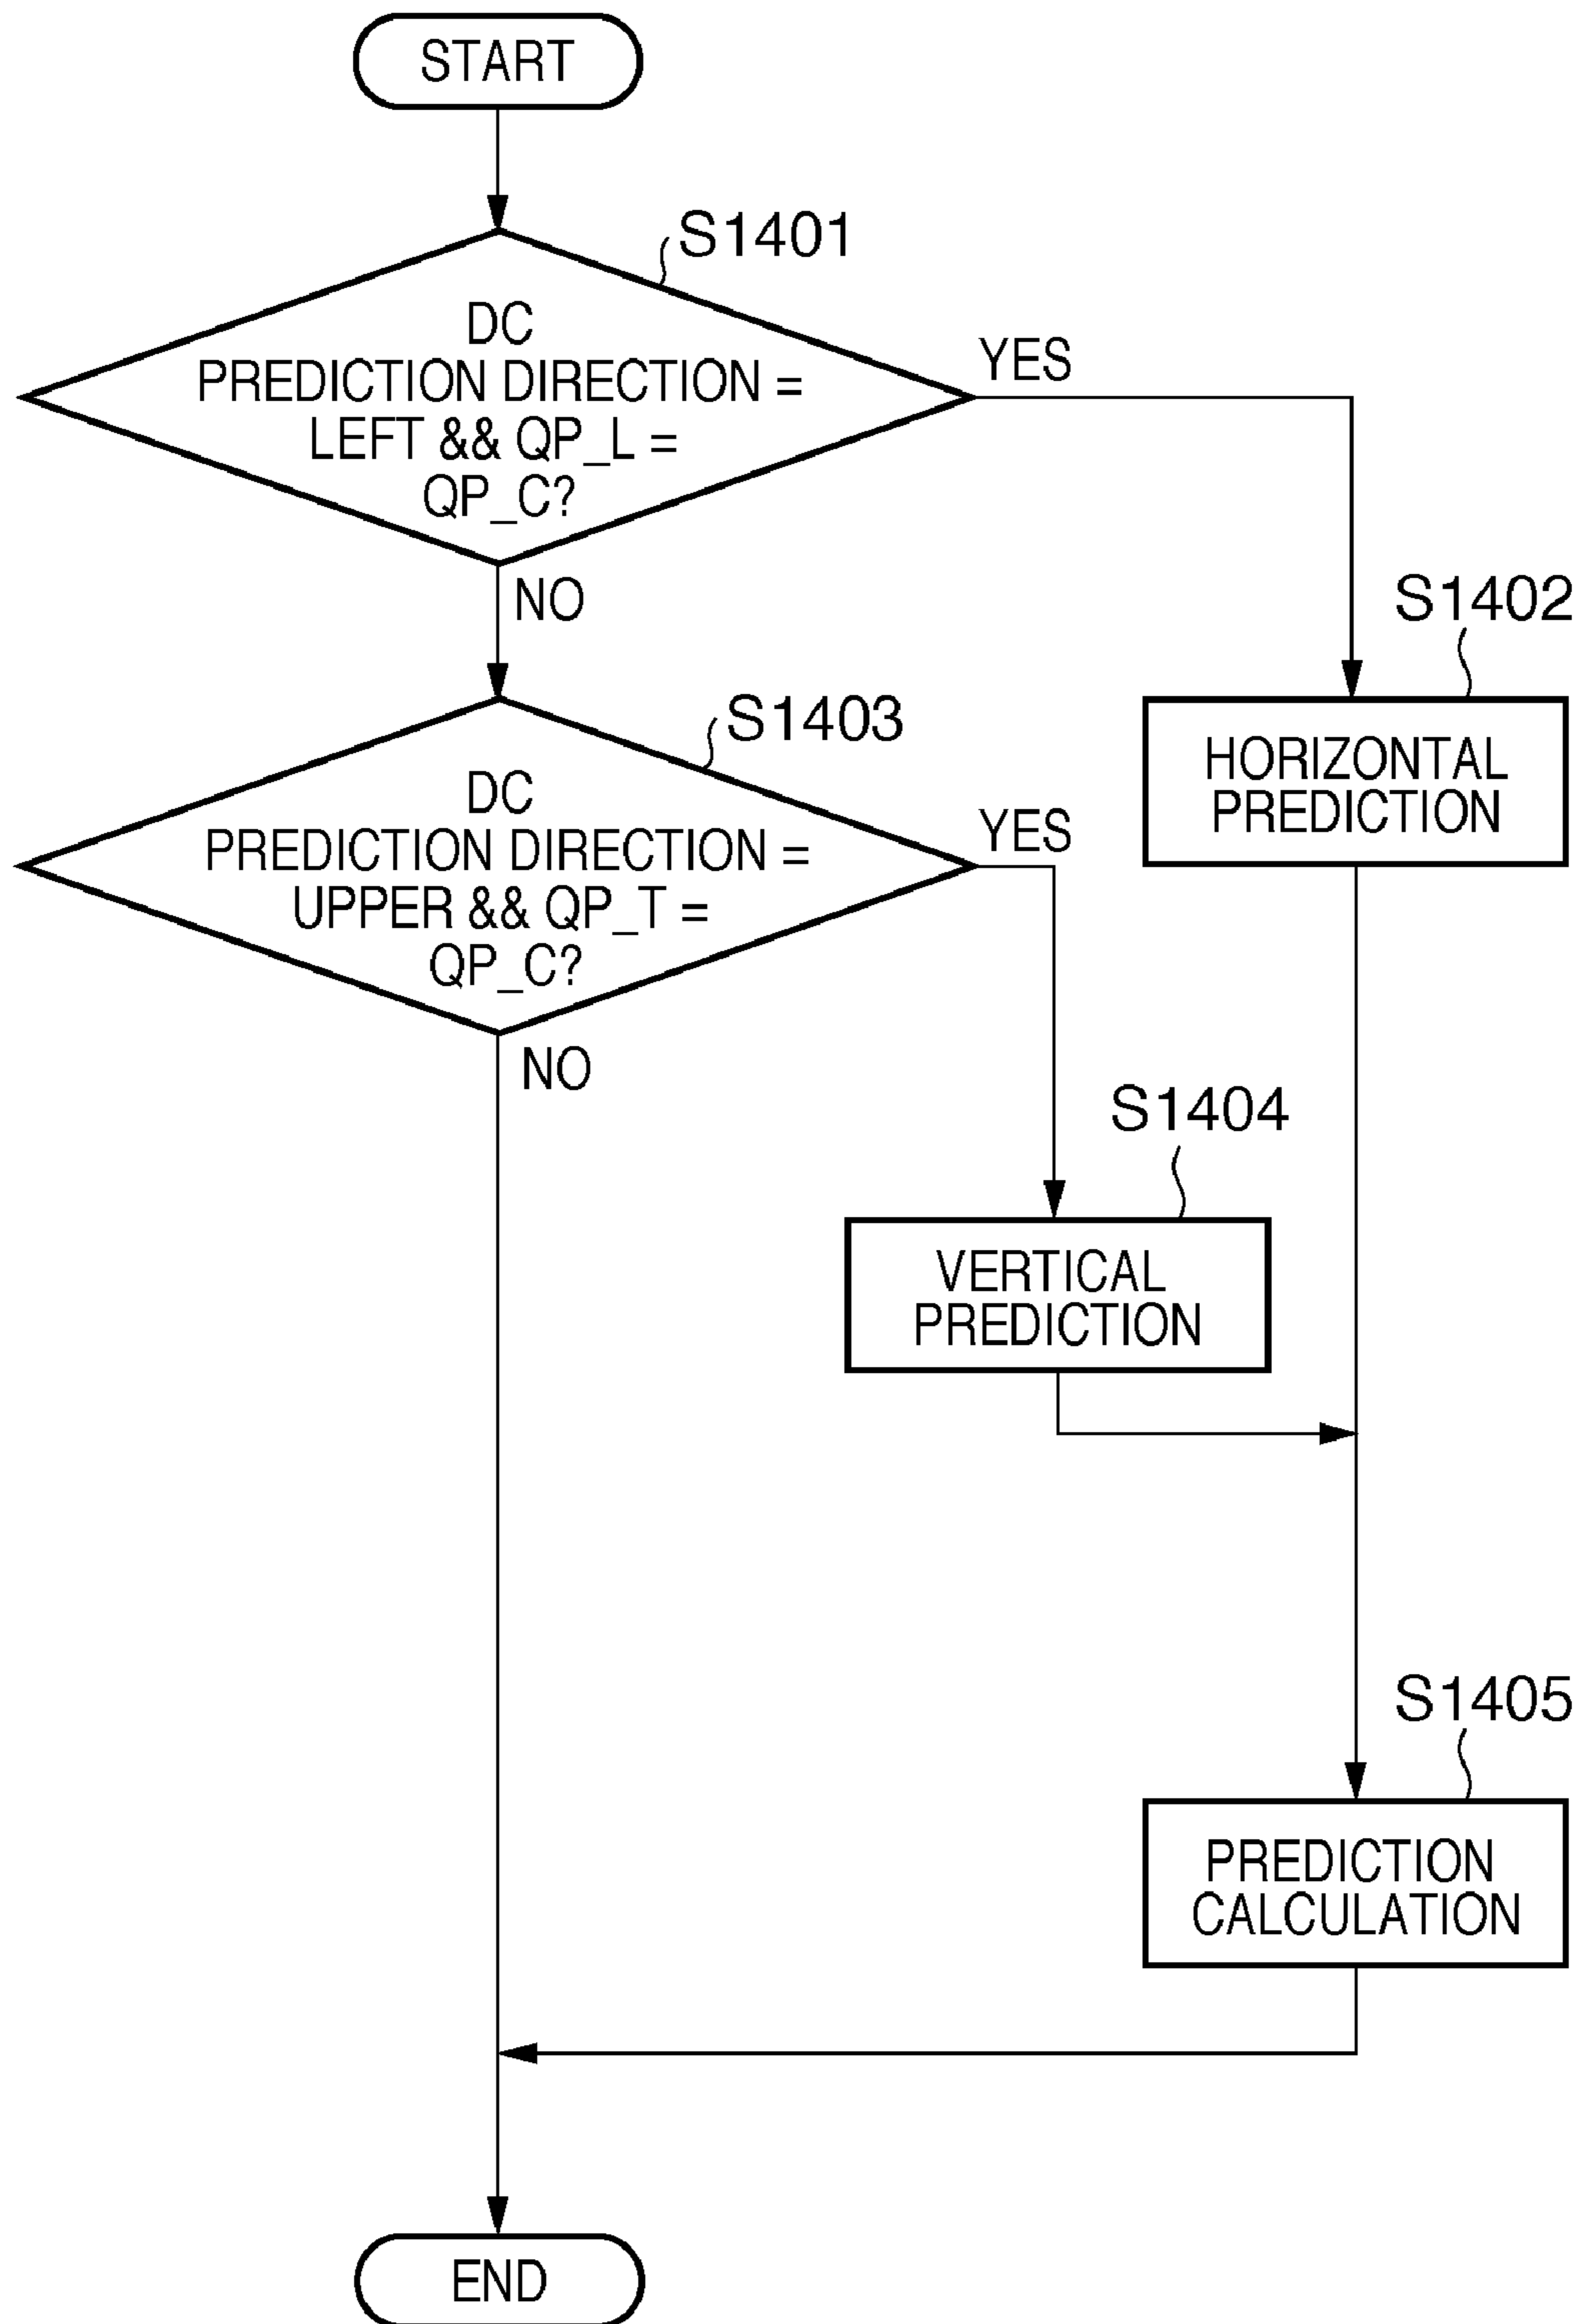 START
S1401
DC
PREDICTION DIRECTION =
LEFT && QP_L =
QP_C?
YES
NO
S1402
HORIZONTAL
PREDICTION
S1403
DC
PREDICTION DIRECTION =
UPPER && QP_T =
QP_C?
YES
NO
S1404
VERTICAL
PREDICTION
S1405
PREDICTION
CALCULATION
END